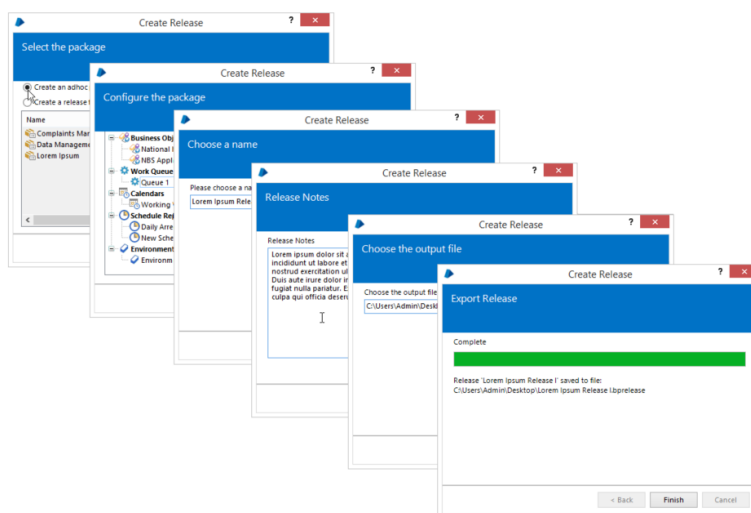 Create Release
?
Select the package
Create an adhoc
Create a release
Name
Complaints Mar
Data Manageme
Lorem Ipsum
Create Release
?
Configure the package
Business Obj
National I
NBS Appl
Work Queue
Queue 1
Calendars
Working
Schedule Rep
Daily Arre
New Sche
Environment
Environm
Create Release
?
Choose a name
Please choose a na
Lorem Ipsum Rele
Create Release
?
Release Notes
Release Notes
Lorem ipsum dolor sit a
incididunt ut labore et
nostrud exercitation ul
Duis aute irure dolor in
fugiat nulla pariatur. E
culpa qui officia deseru
Create Release
?
Choose the output file
Choose the output file
C:\Users\Admin\Deskt
Create Release
?
Export Release
Complete
Release 'Lorem Ipsum Release I' saved to file:
C:\Users\Admin\Desktop\Lorem Ipsum Release I.bprelease
< Back Finish Cancel